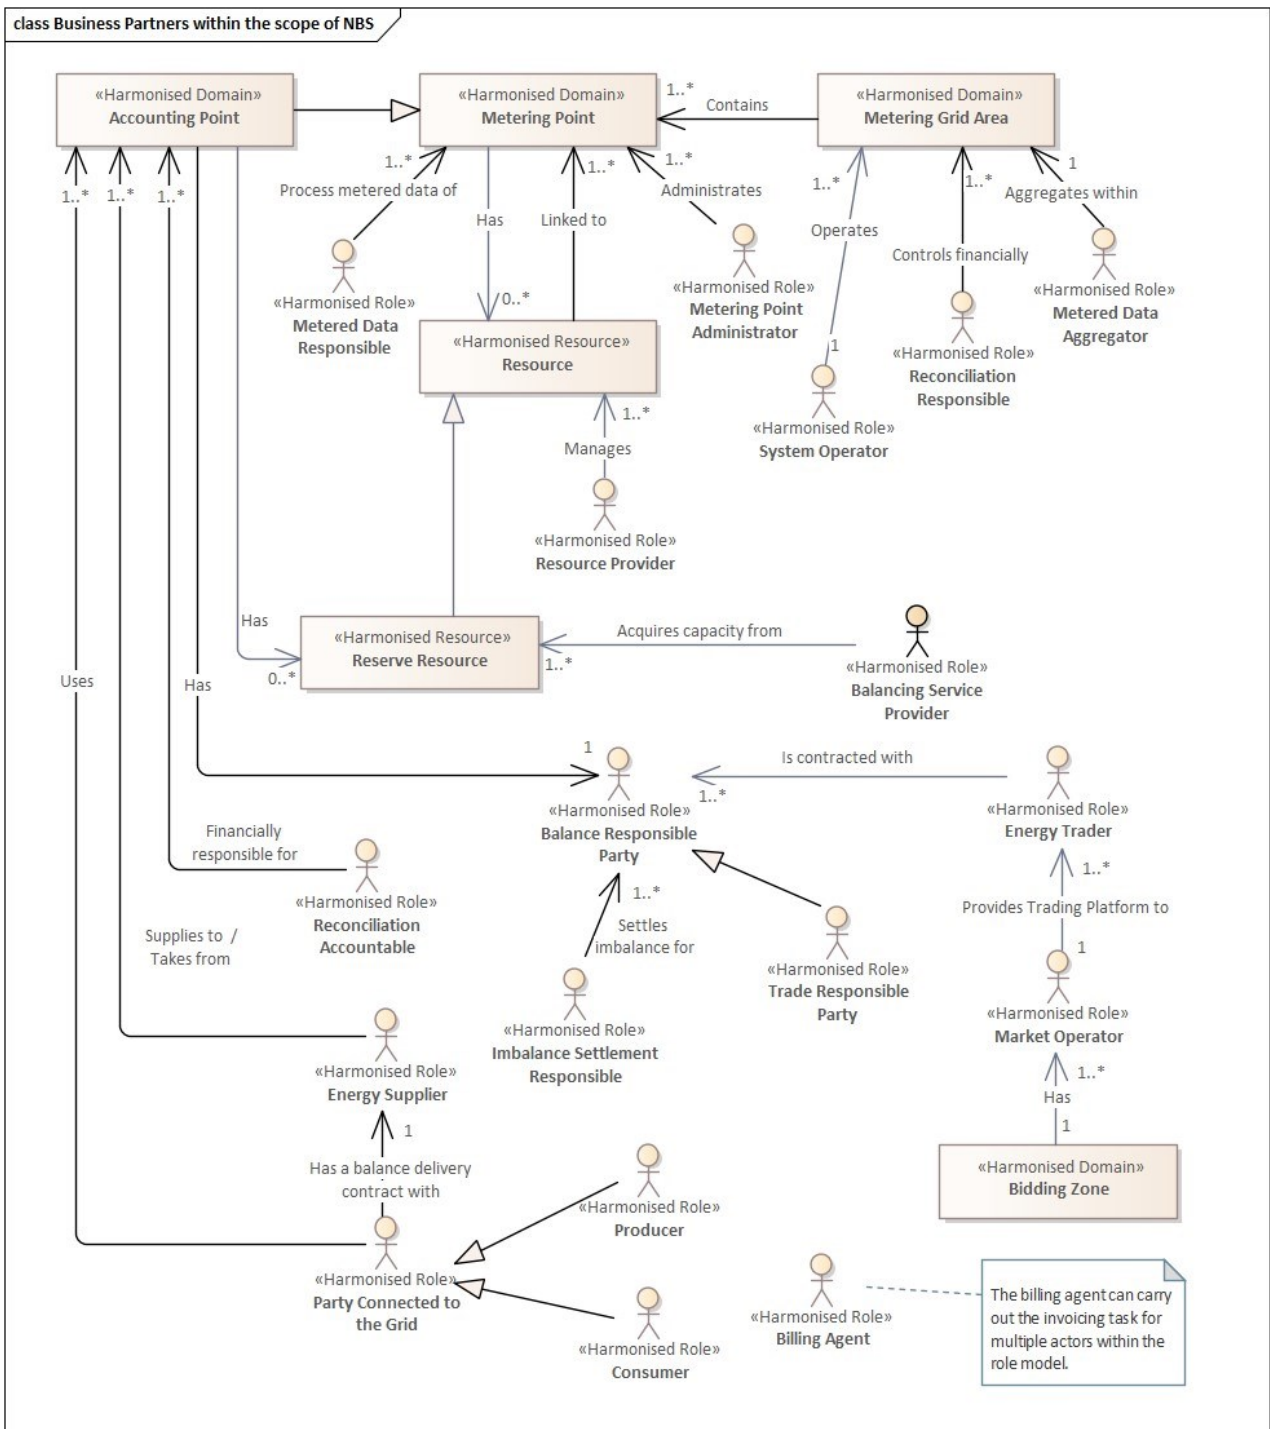 class Business Partners within the scope of NBS
«Harmonised Domain»
Accounting Point
«Harmonised Domain»
Metering Point
1..*
Contains
«Harmonised Domain»
Metering Grid Area
1..*
1..*
1..*
1..*
Process metered data of
Has
1..*
Linked to
1..*
Administrates
1..*
Operates
1..*
Controls financially
1
Aggregates within
«Harmonised Role»
Metered Data
Responsible
0..*
«Harmonised Role»
Metering Point
Administrator
1
«Harmonised Role»
Reconciliation
Responsible
«Harmonised Role»
Metered Data
Aggregator
«Harmonised Resource»
Resource
«Harmonised Role»
System Operator
1..*
Manages
«Harmonised Role»
Resource Provider
Has
0..*
«Harmonised Resource»
Reserve Resource
Acquires capacity from
1..*
«Harmonised Role»
Balancing Service
Provider
Uses
Has
1
«Harmonised Role»
Balance Responsible
Party
Is contracted with
1..*
«Harmonised Role»
Energy Trader
Financially
responsible for
«Harmonised Role»
Reconciliation
Accountable
1..*
Settles
imbalance for
1..*
Provides Trading Platform to
1
Supplies to /
Takes from
«Harmonised Role»
Imbalance Settlement
Responsible
«Harmonised Role»
Trade Responsible
Party
«Harmonised Role»
Market Operator
«Harmonised Role»
Energy Supplier
1..*
Has
1
1
Has a balance delivery
contract with
«Harmonised Domain»
Bidding Zone
«Harmonised Role»
Producer
«Harmonised Role»
Party Connected to
the Grid
«Harmonised Role»
Consumer
«Harmonised Role»
Billing Agent
The billing agent can carry
out the invoicing task for
multiple actors within the
role model.